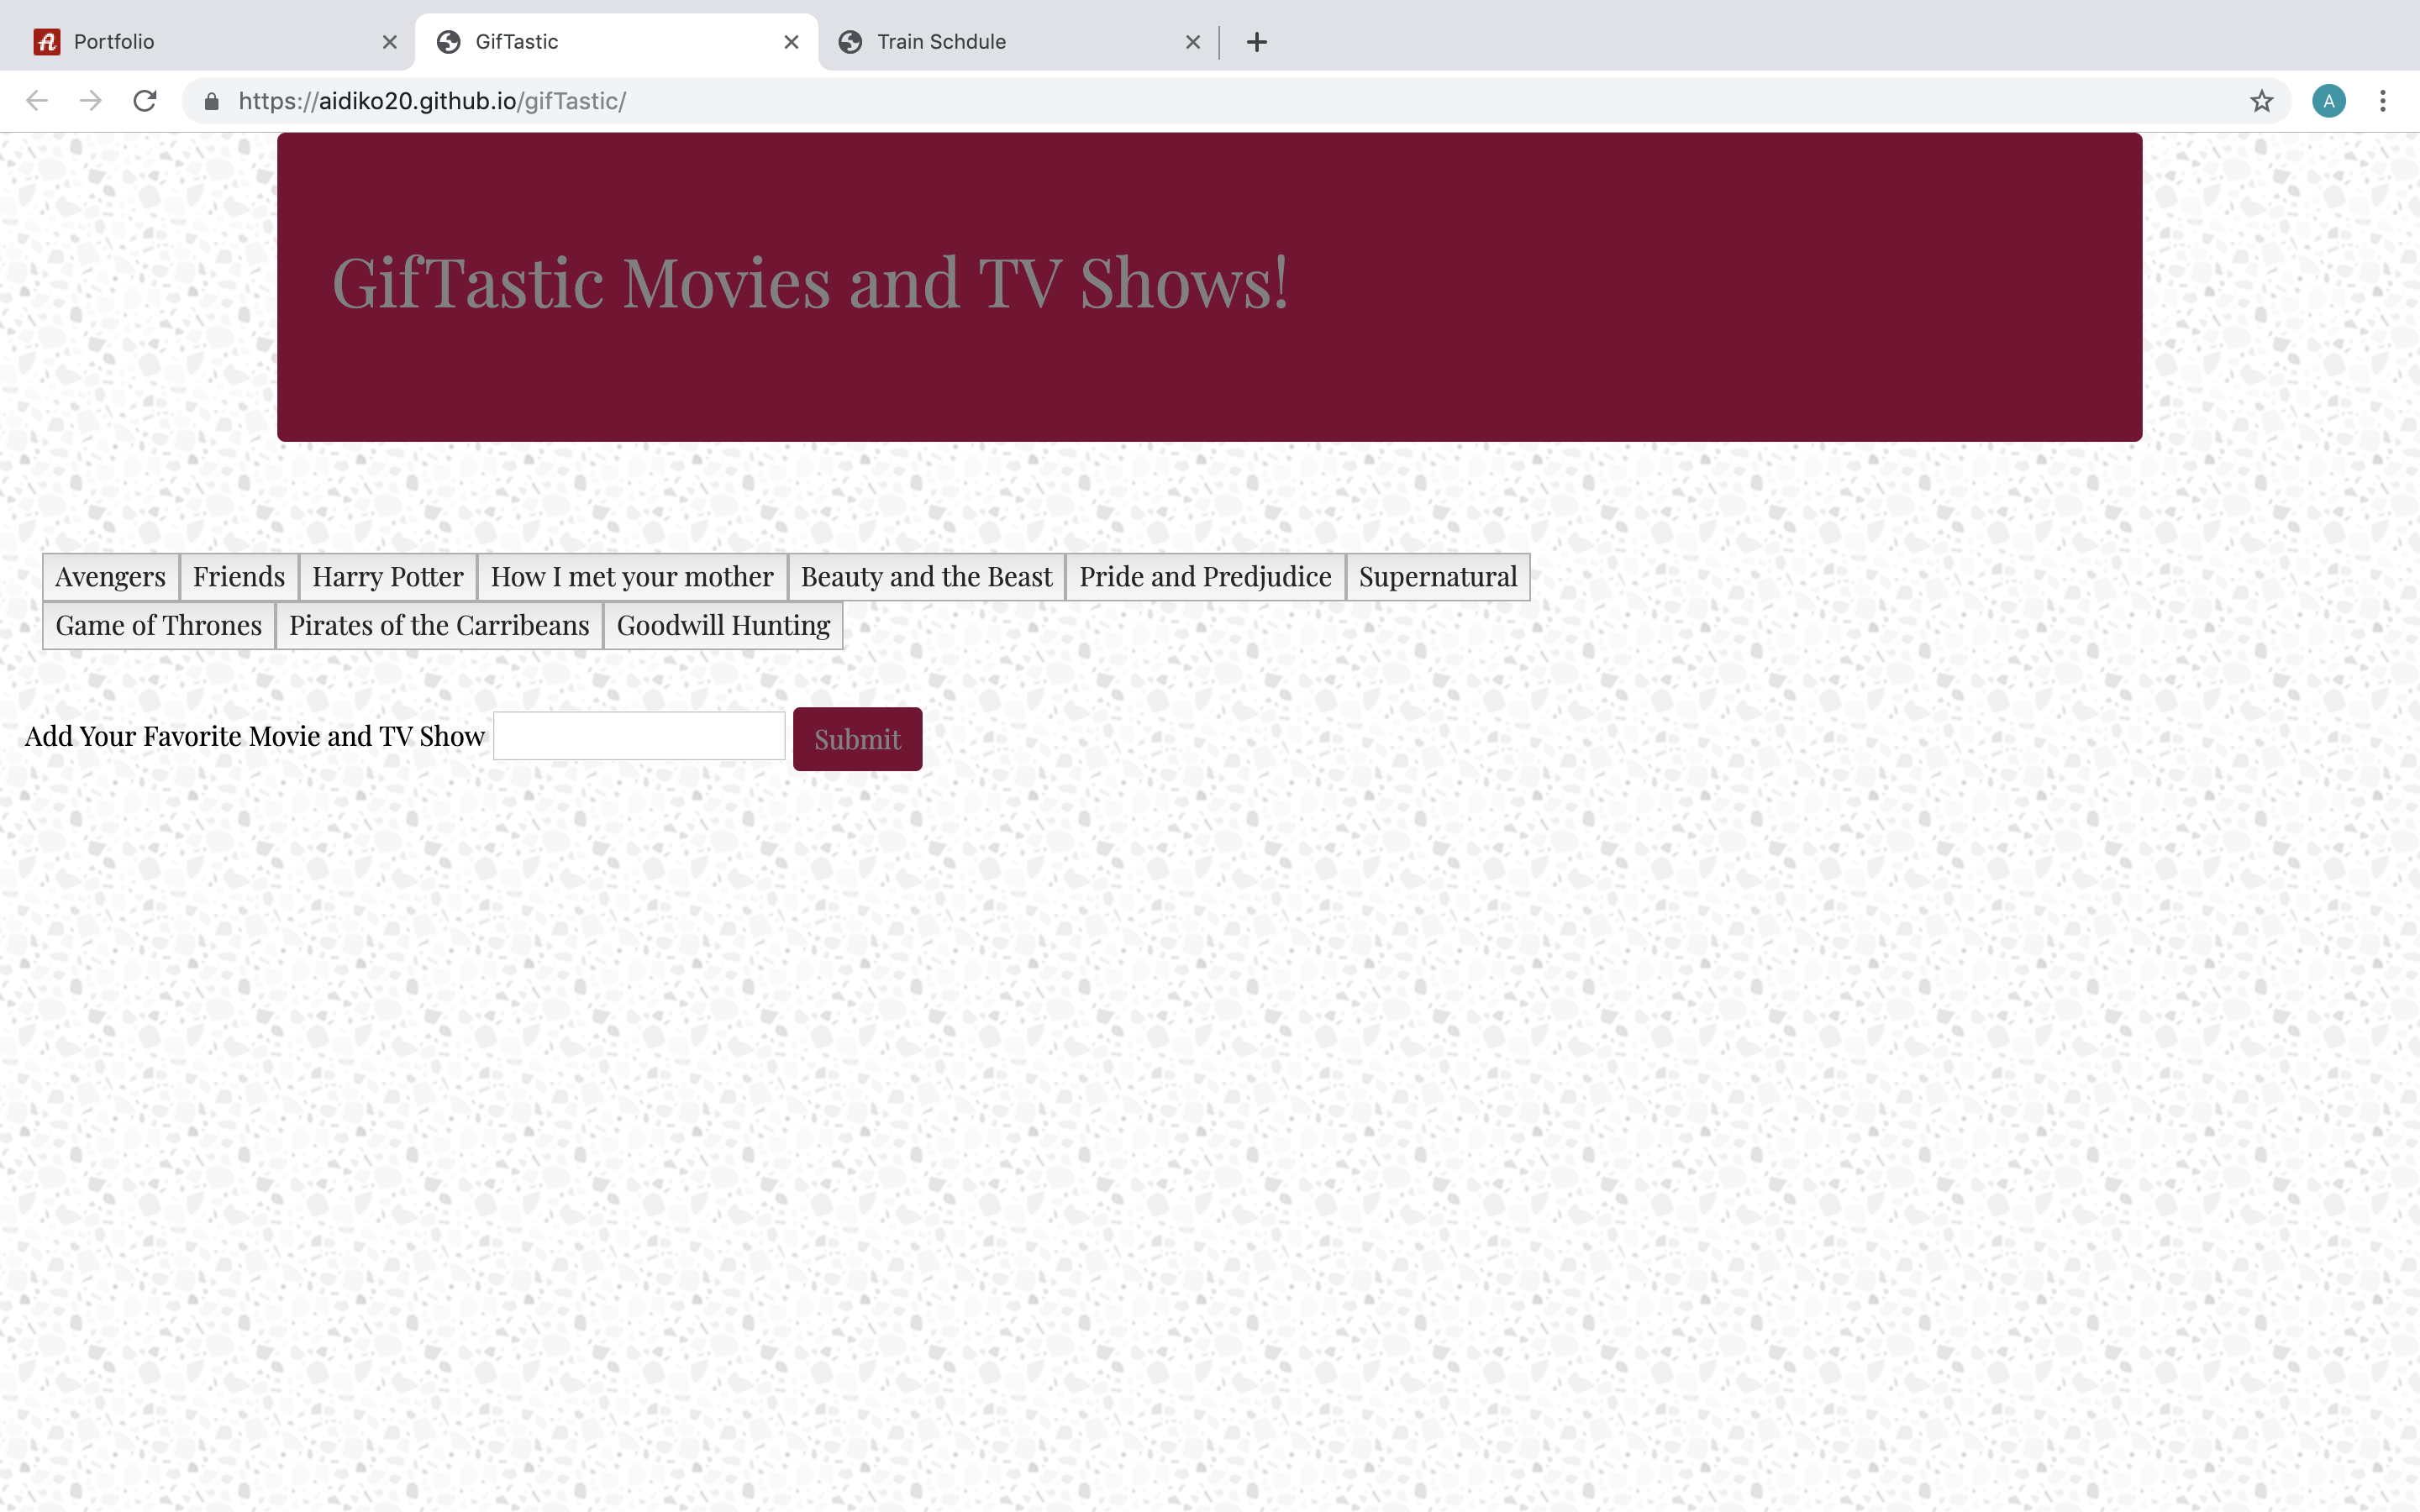 Portfolio GifTastic Train Schdule
https://aidiko20.github.io/gifTastic/ A
GifTastic Movies and TV Shows!
Avengers Friends Harry Potter How I met your mother Beauty and the Beast Pride and Predjudice Supernatural
Game of Thrones Pirates of the Carribeans Goodwill Hunting
Add Your Favorite Movie and TV Show Submit